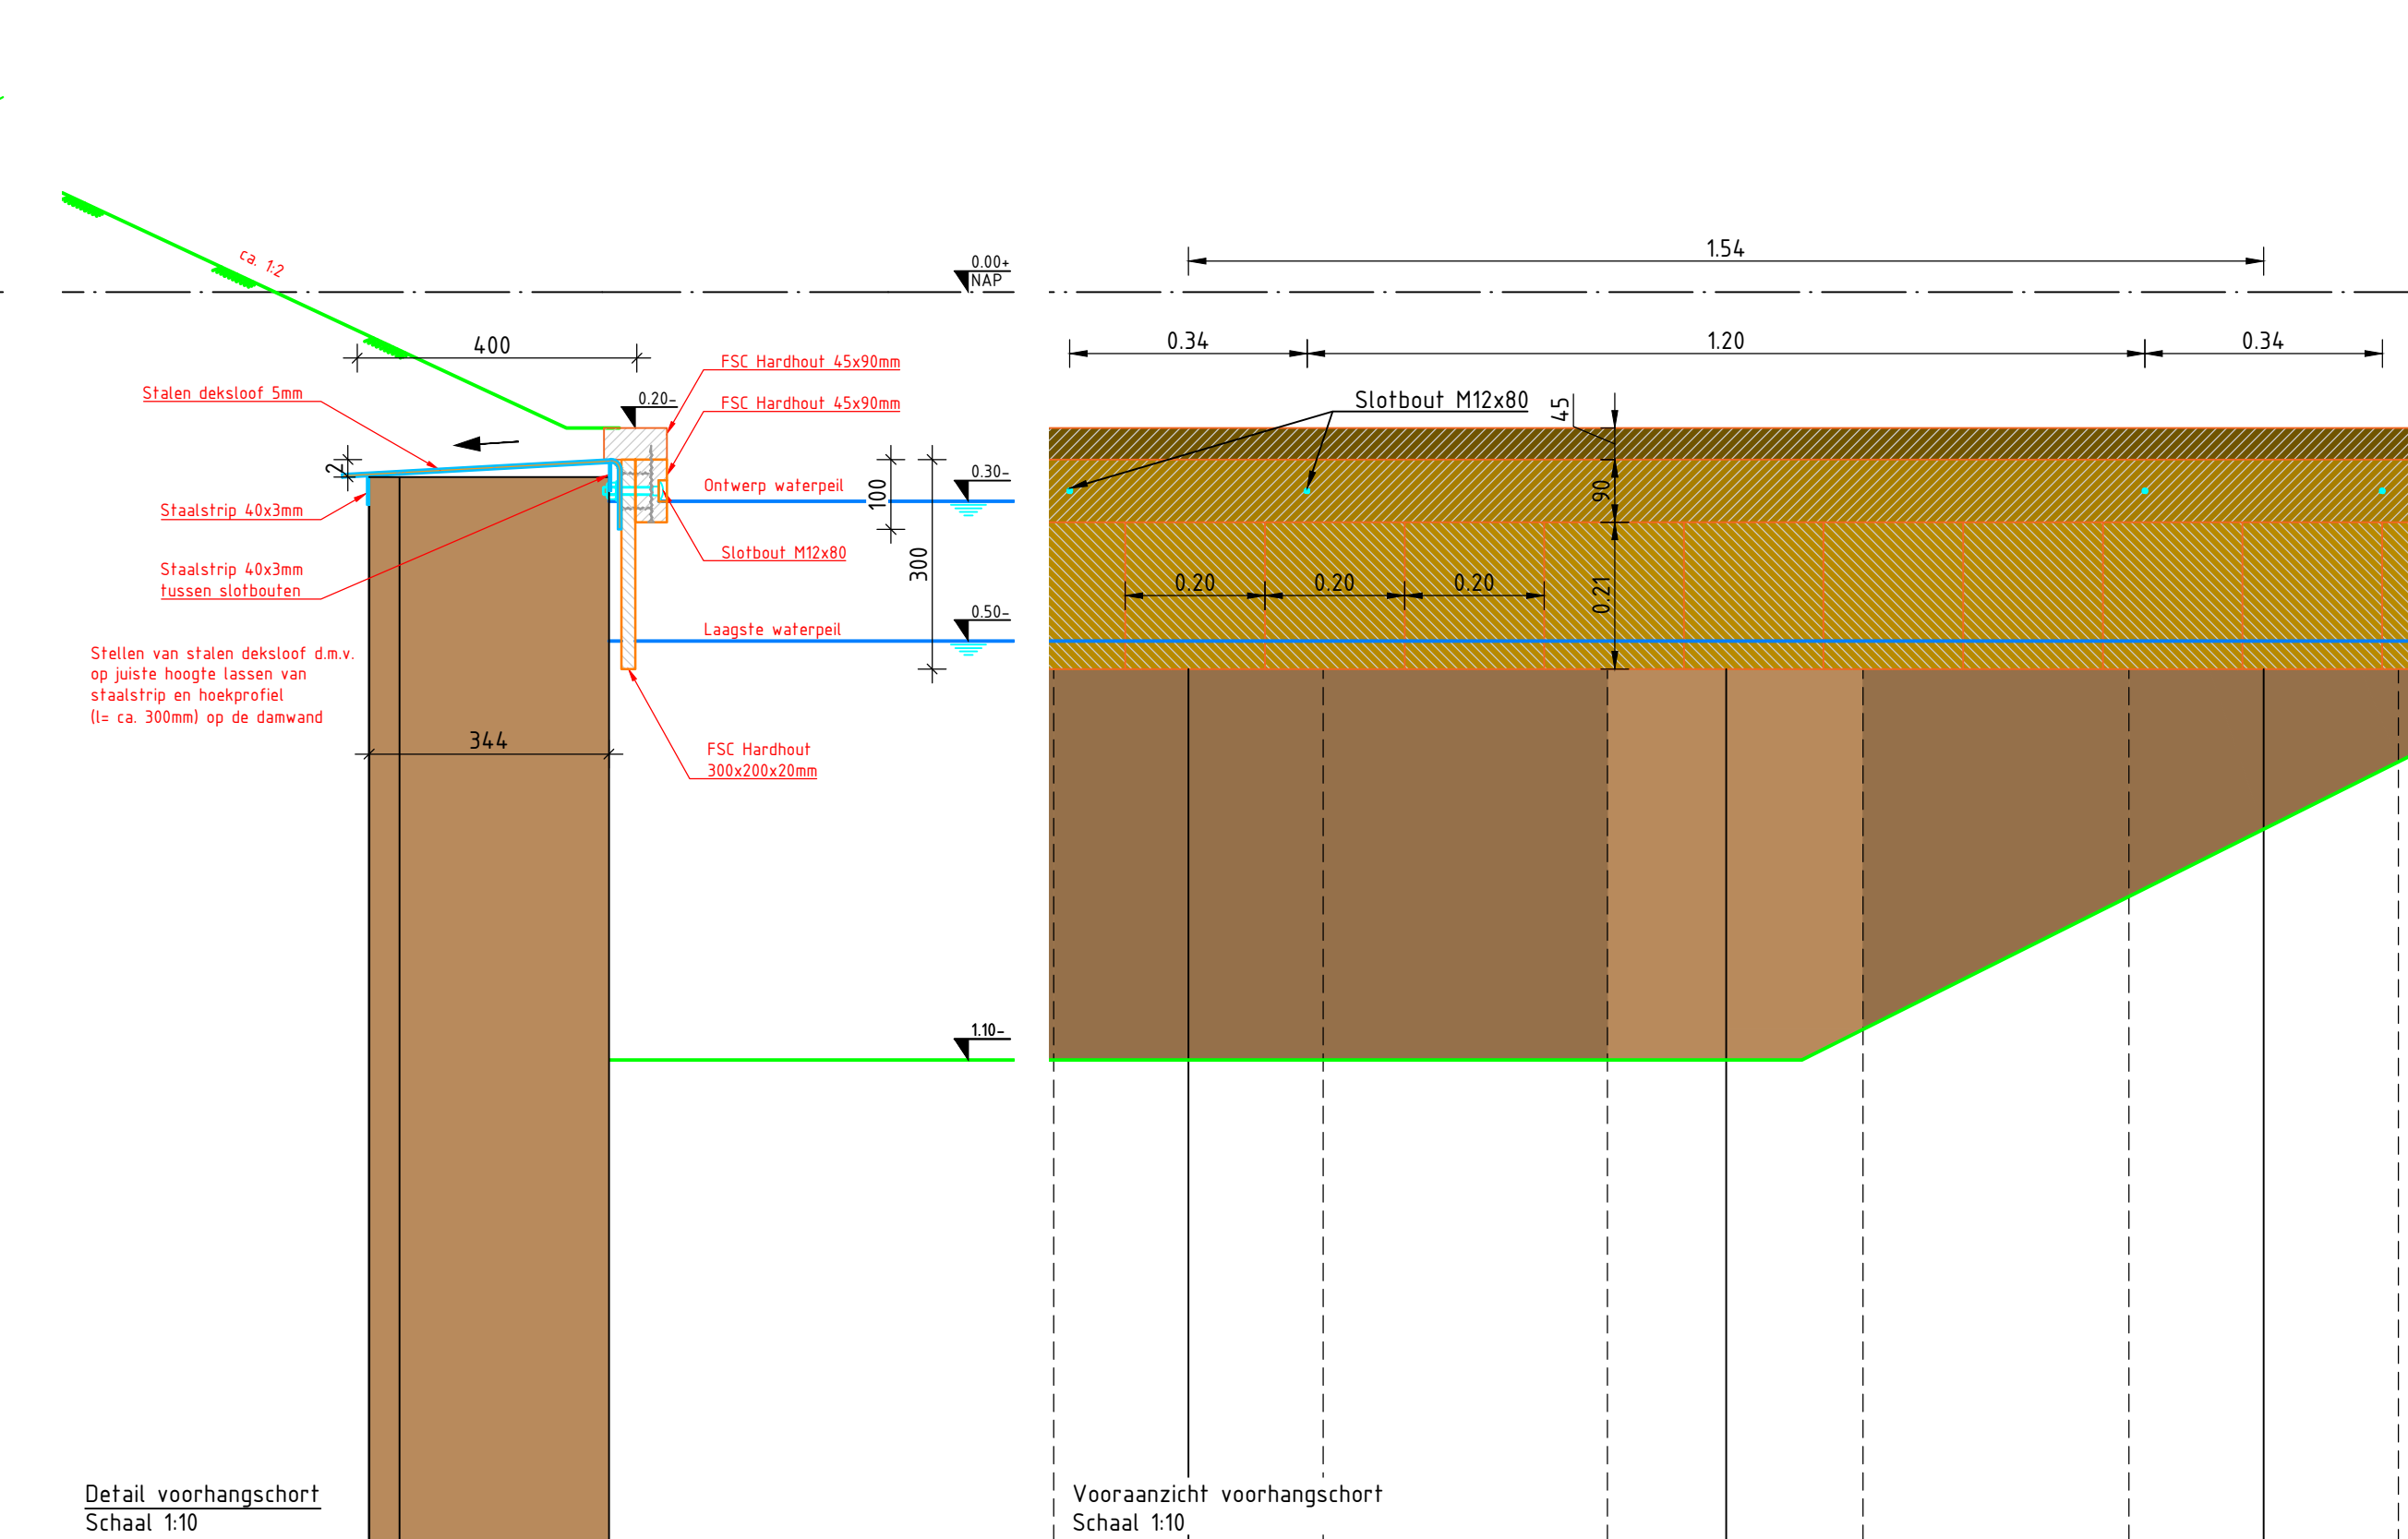 ca. 1:2
0.00+
NAP
1.54
400
0.34
1.20
0.34
FSC Hardhout 45x90mm
Stalen deksloof 5mm
0.20-
FSC Hardhout 45x90mm
Slotbout M12x80
45
2
0.30-
Ontwerp waterpeil
100
90
Staalstrip 40x3mm
Slotbout M12x80
300
Staalstrip 40x3mm
tussen slotbouten
0.20
0.20
0.20
0.21
0.50-
Laagste waterpeil
Stellen van stalen deksloof d.m.v.
op juiste hoogte lassen van
staalstrip en hoekprofiel
(l= ca. 300mm) op de damwand
344
FSC Hardhout
300x200x20mm
1.10-
Detail voorhangschort
Schaal 1:10
Vooraanzicht voorhangschort
Schaal 1:10